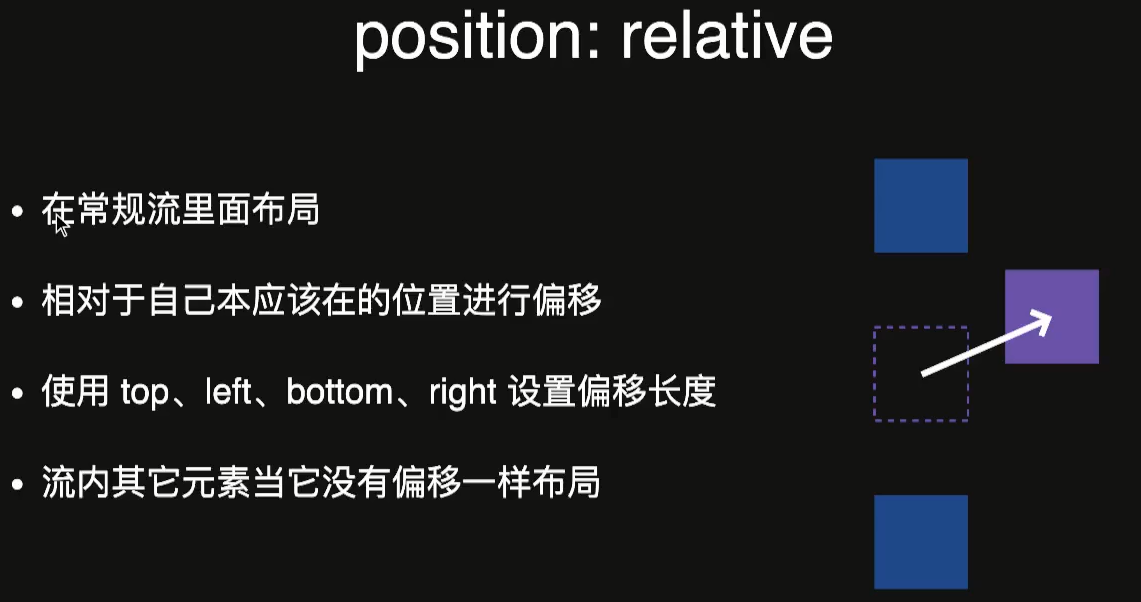 position: relative
• 在常规流里面布局
• 相对于自己本应该在的位置进行偏移
• 使用 top、left、bottom、right 设置偏移长度
• 流内其它元素当它没有偏移一样布局